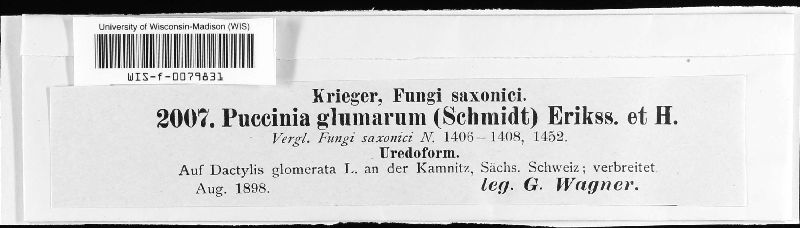 University of Wisconsin-Madison (WIS)
WIS-f-0079831
Krieger, Fungi saxonici.
2007. Puccinia glumarum (Schmidt) Erikss. et H.
Vergl. Fungi saxonici N. 1406—1408, 1452.
Uredoform.
Auf Dactylis glomerata L. an der Kamnitz, Sächs. Schweiz; verbreitet.
Aug. 1898. leg. G. Wagner.